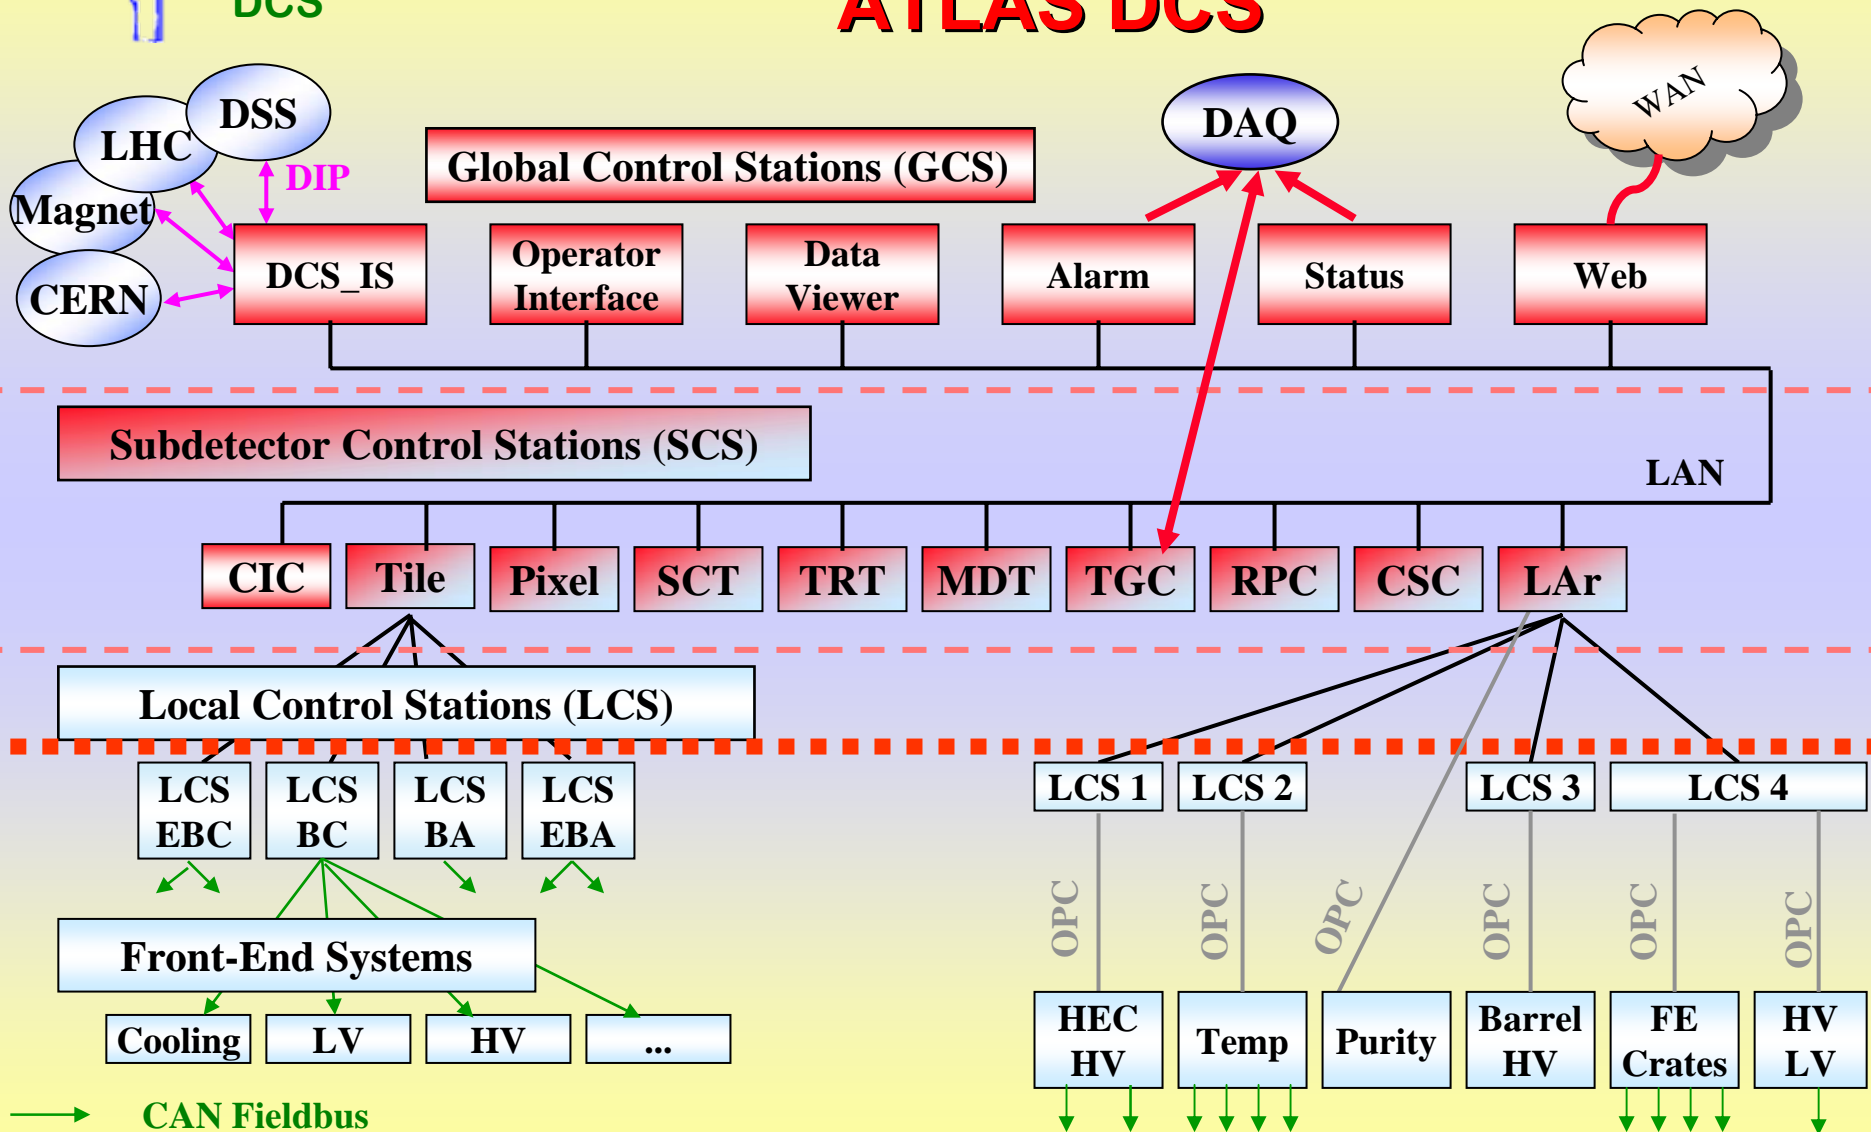 DCS
ATLAS DCS
DSS
LHC
Magnet
CERN
DIP
Global Control Stations (GCS)
DAQ
WAN
DCS_IS
Operator
Interface
Data
Viewer
Alarm
Status
Web
Subdetector Control Stations (SCS)
LAN
CIC
Tile
Pixel
SCT
TRT
MDT
TGC
RPC
CSC
LAr
Local Control Stations (LCS)
LCS
EBC
LCS
BC
LCS
BA
LCS
EBA
LCS 1
LCS 2
LCS 3
LCS 4
OPC
OPC
OPC
OPC
OPC
OPC
Front-End Systems
Cooling
LV
HV
...
HEC
HV
Temp
Purity
Barrel
HV
FE
Crates
HV
LV
CAN Fieldbus